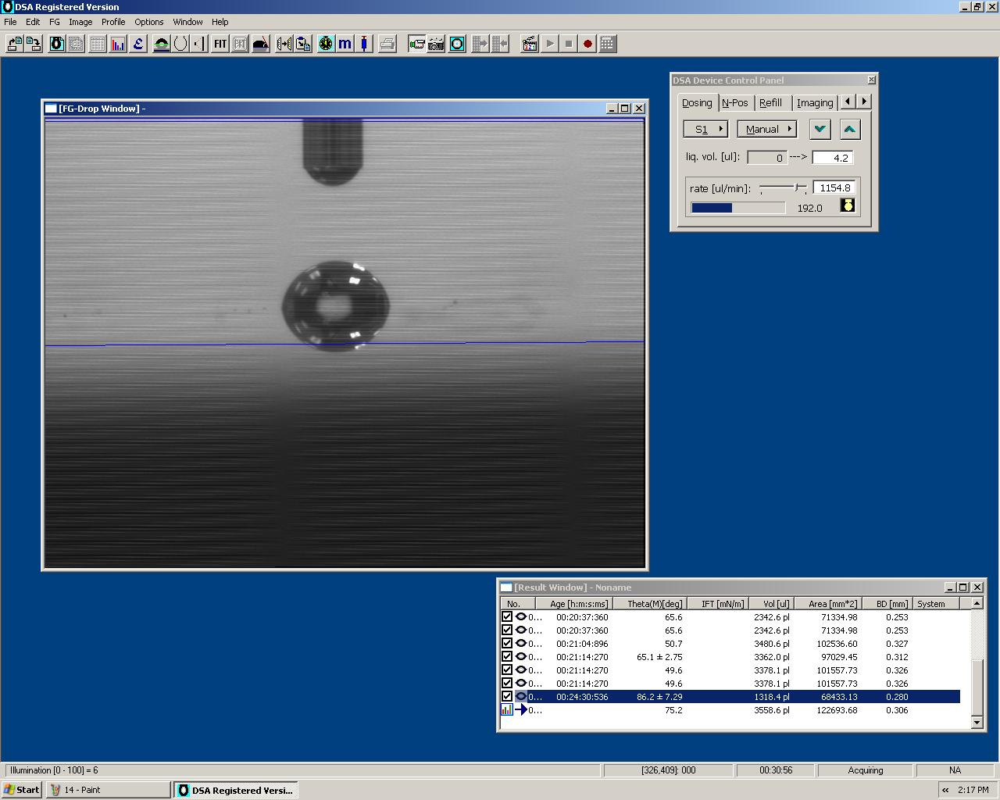 DSA Registered Version
File Edit FG Image Profile Options Window Help
FIT m
[FG-Drop Window] -
DSA Device Control Panel
Dosing N-Pos Refill Imaging
S1 Manual
liq. vol. [ul]: 0 ---> 4.2
rate [ul/min]: 1154.8
192.0
[Result Window] - Noname
No. Age [h:m:s:ms] Theta(M)[deg] IFT [mN/m] Vol [ul] Area [mm*2] BD [mm] System
0... 00:20:37:360 65.6 2342.6 pl 71334.98 0.253
0... 00:20:37:360 65.6 2342.6 pl 71334.98 0.253
0... 00:21:04:896 50.7 3480.6 pl 102536.60 0.327
0... 00:21:14:270 65.1 ± 2.75 3362.0 pl 97029.45 0.312
0... 00:21:14:270 49.6 3378.1 pl 101557.73 0.326
0... 00:21:14:270 49.6 3378.1 pl 101557.73 0.326
0... 00:24:30:536 86.2 ± 7.29 1318.4 pl 68433.13 0.280
0... 75.2 3558.6 pl 122693.68 0.306
Illumination [0 - 100] = 6 [326,409]: 000 00:30:56 Acquiring NA
Start 14 - Paint DSA Registered Versi... « 2:17 PM